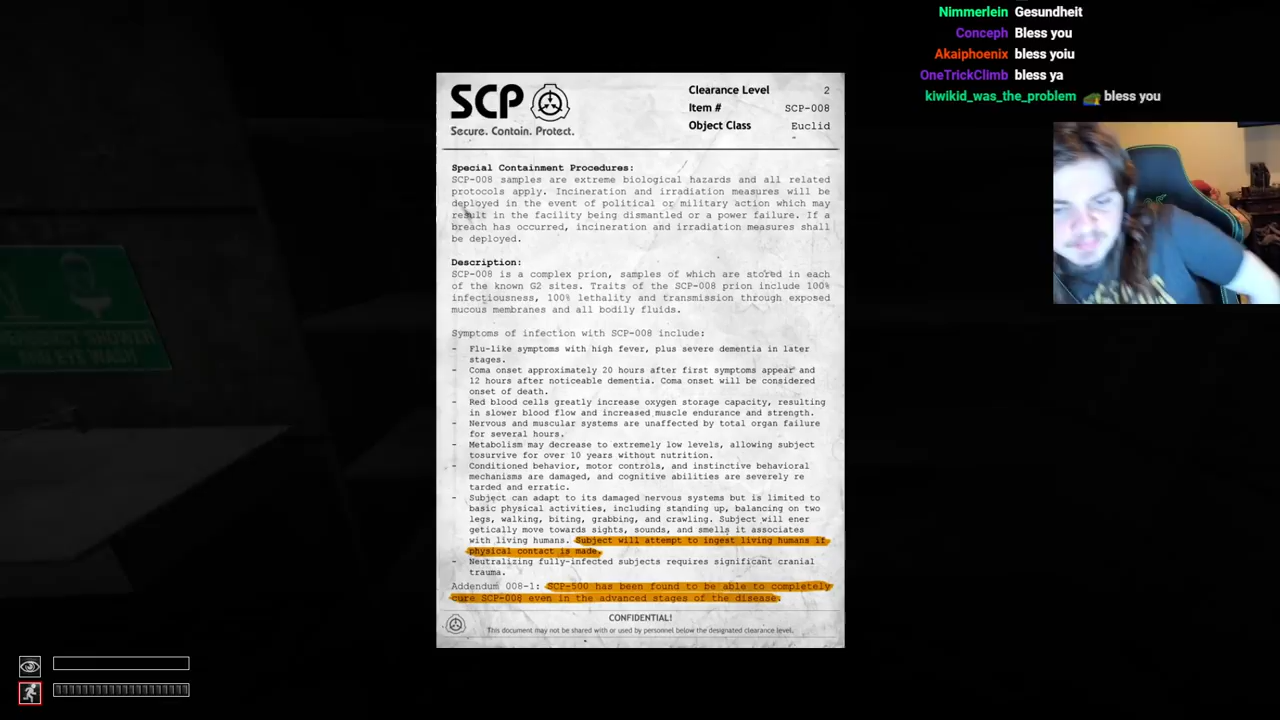 Nimmerlein Gesundheit
Conceph Bless you
Akaiphoenix bless yoiu
OneTrickClimb bless ya
kiwikid_was_the_problem bless you
SCP
Secure. Contain. Protect.
Clearance Level 2
Item # SCP-008
Object Class Euclid
Special Containment Procedures:
SCP-008 samples are extreme biological hazards and all related
protocols apply. Incineration and irradiation measures will be
deployed in the event of political or military action which may
result in the facility being dismantled or a power failure. If a
breach has occurred, incineration and irradiation measures shall
be deployed.
Description:
SCP-008 is a complex prion, samples of which are stored in each
of the known G2 sites. Traits of the SCP-008 prion include 100%
infectiousness, 100% lethality and transmission through exposed
mucous membranes and all bodily fluids.
Symptoms of infection with SCP-008 include:
- Flu-like symptoms with high fever, plus severe dementia in later
stages.
- Coma onset approximately 20 hours after first symptoms appear and
12 hours after noticeable dementia. Coma onset will be considered
onset of death.
- Red blood cells greatly increase oxygen storage capacity, resulting
in slower blood flow and increased muscle endurance and strength.
- Nervous and muscular systems are unaffected by total organ failure
for several hours.
- Metabolism may decrease to extremely low levels, allowing subject
tosurvive for over 10 years without nutrition.
- Conditioned behavior, motor controls, and instinctive behavioral
mechanisms are damaged, and cognitive abilities are severely re
tarded and erratic.
- Subject can adapt to its damaged nervous systems but is limited to
basic physical activities, including standing up, balancing on two
legs, walking, biting, grabbing, and crawling. Subject will ener
getically move towards sights, sounds, and smells it associates
with living humans. Subject will attempt to ingest living humans if
physical contact is made.
- Neutralizing fully-infected subjects requires significant cranial
trauma.
Addendum 008-1: SCP-500 has been found to be able to completely
cure SCP-008 even in the advanced stages of the disease.
CONFIDENTIAL!
This document may not be shared with or used by personnel below the designated clearance level.
EMERGENCY SHOWER
AND EYE WASH